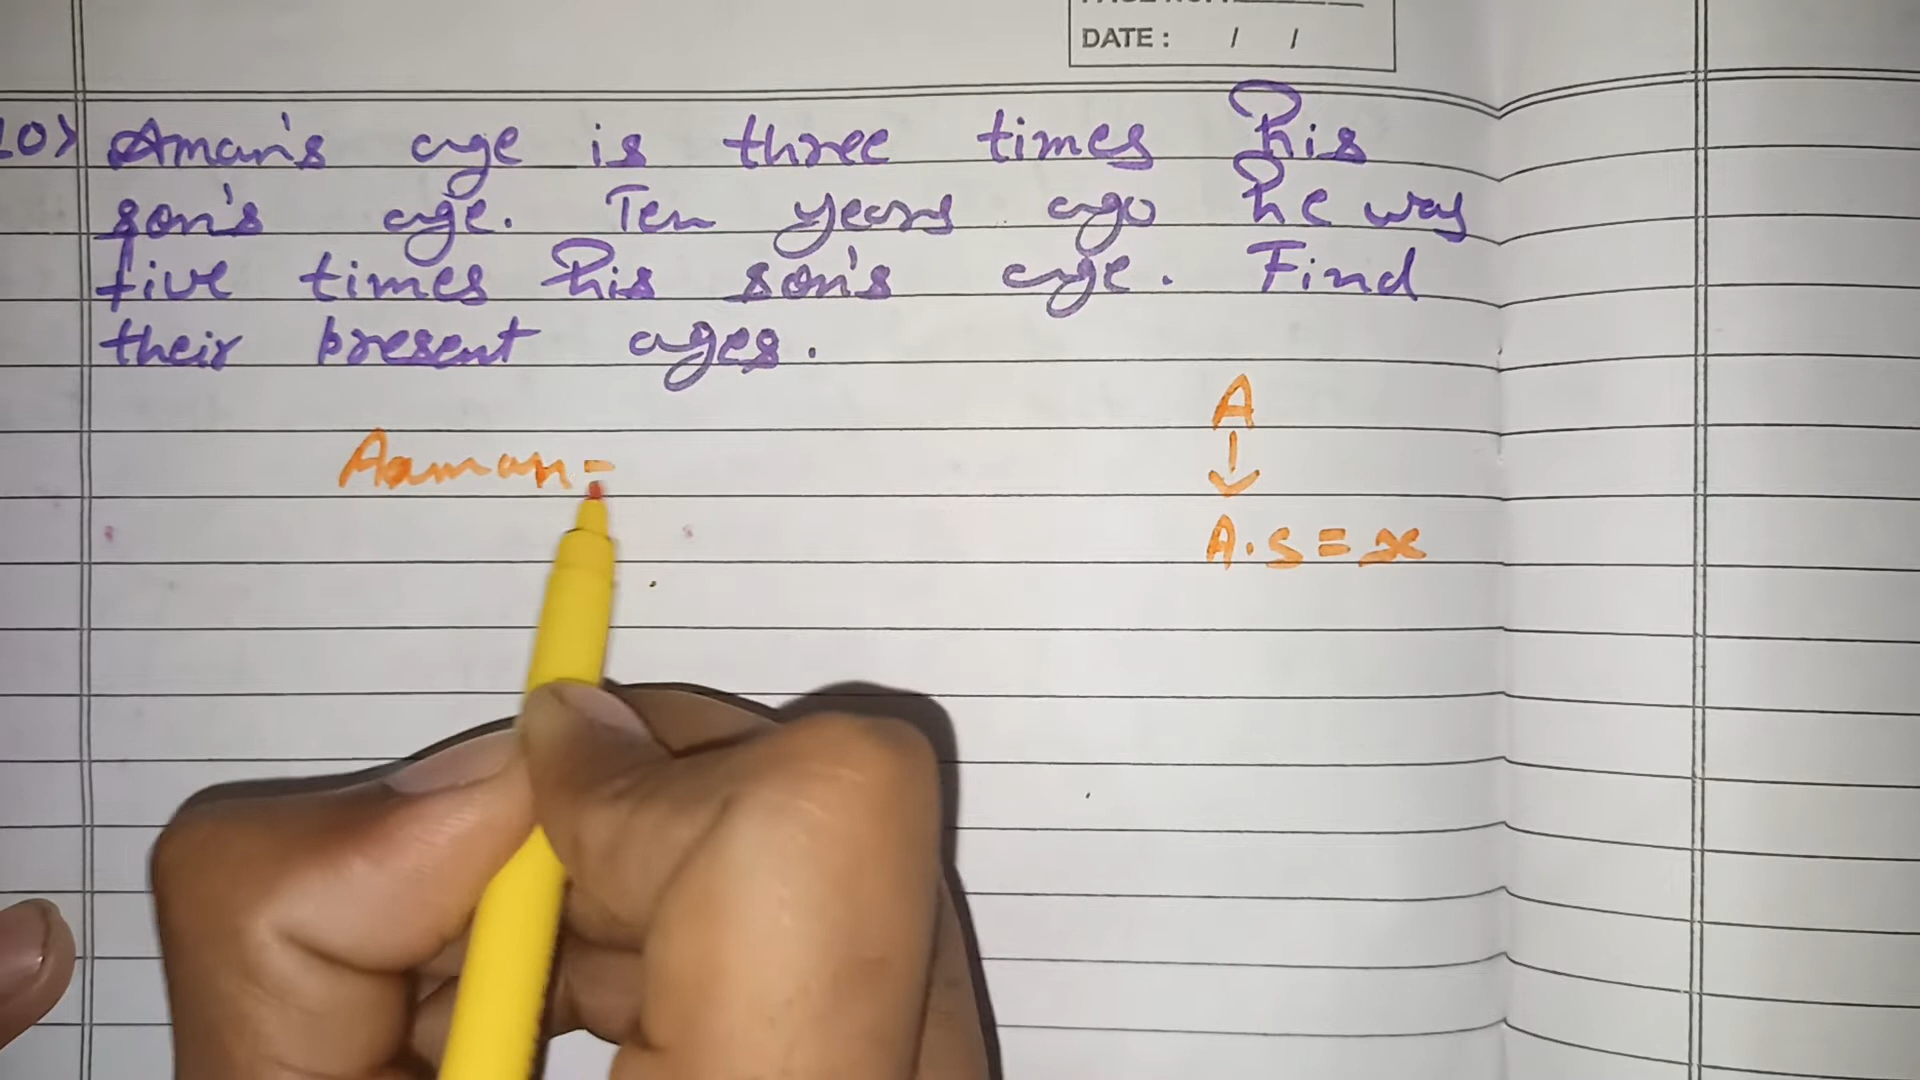 DATE : / /
10) Aman's age is three times his
son's age. Ten years ago he was
five times his son's age. Find
their present ages.
A
Aaman =
A.S = x